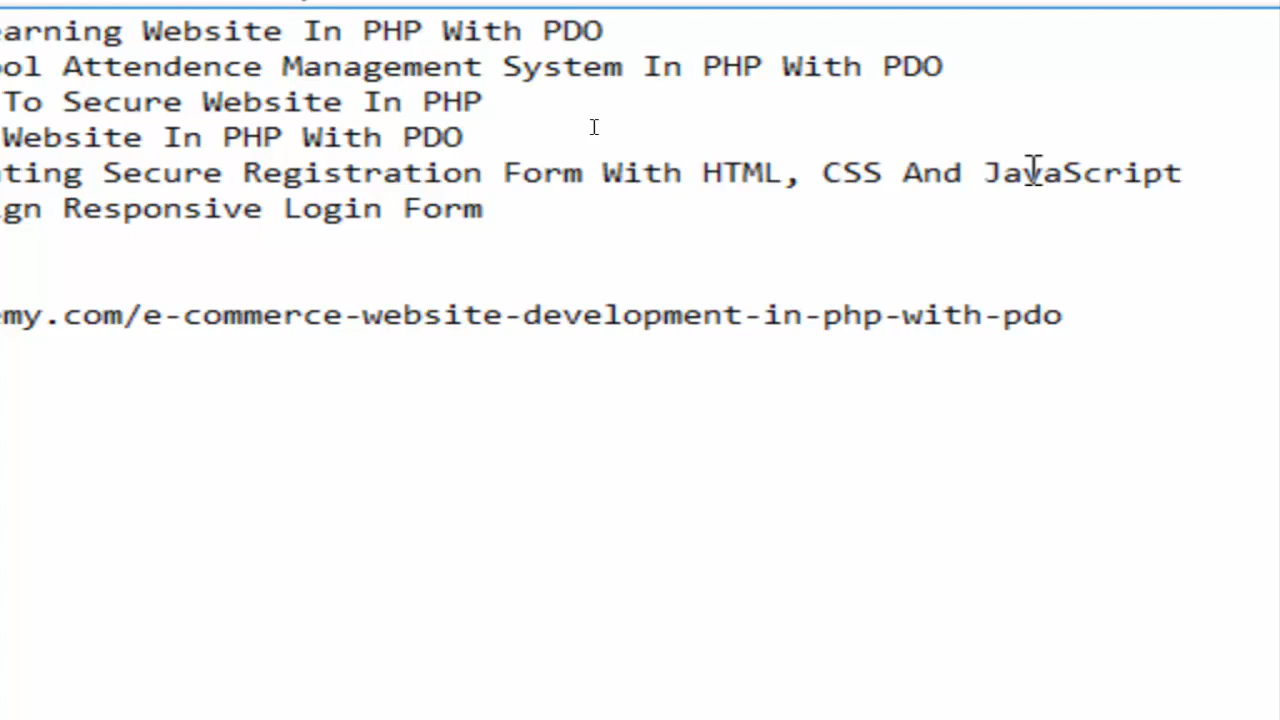 earning Website In PHP With PDO
ool Attendence Management System In PHP With PDO
To Secure Website In PHP
Website In PHP With PDO
ting Secure Registration Form With HTML, CSS And JavaScript
gn Responsive Login Form
emy.com/e-commerce-website-development-in-php-with-pdo